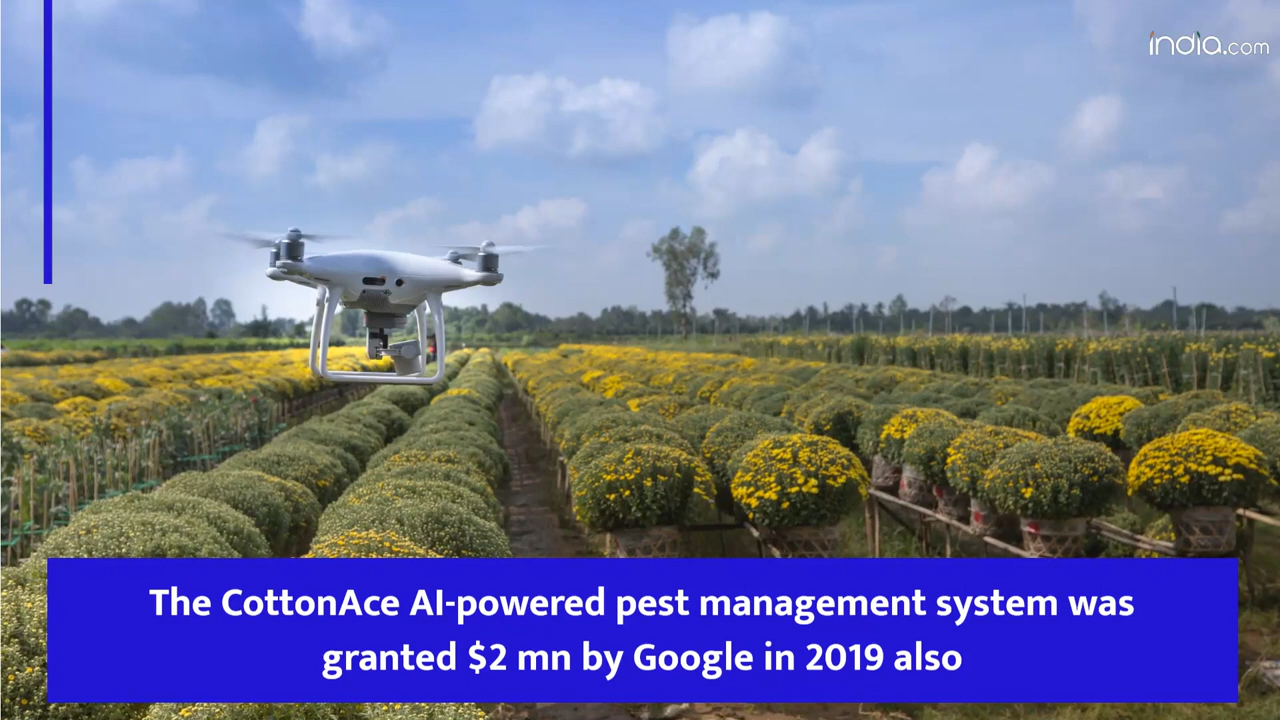 india.com
The CottonAce AI-powered pest management system was
granted $2 mn by Google in 2019 also